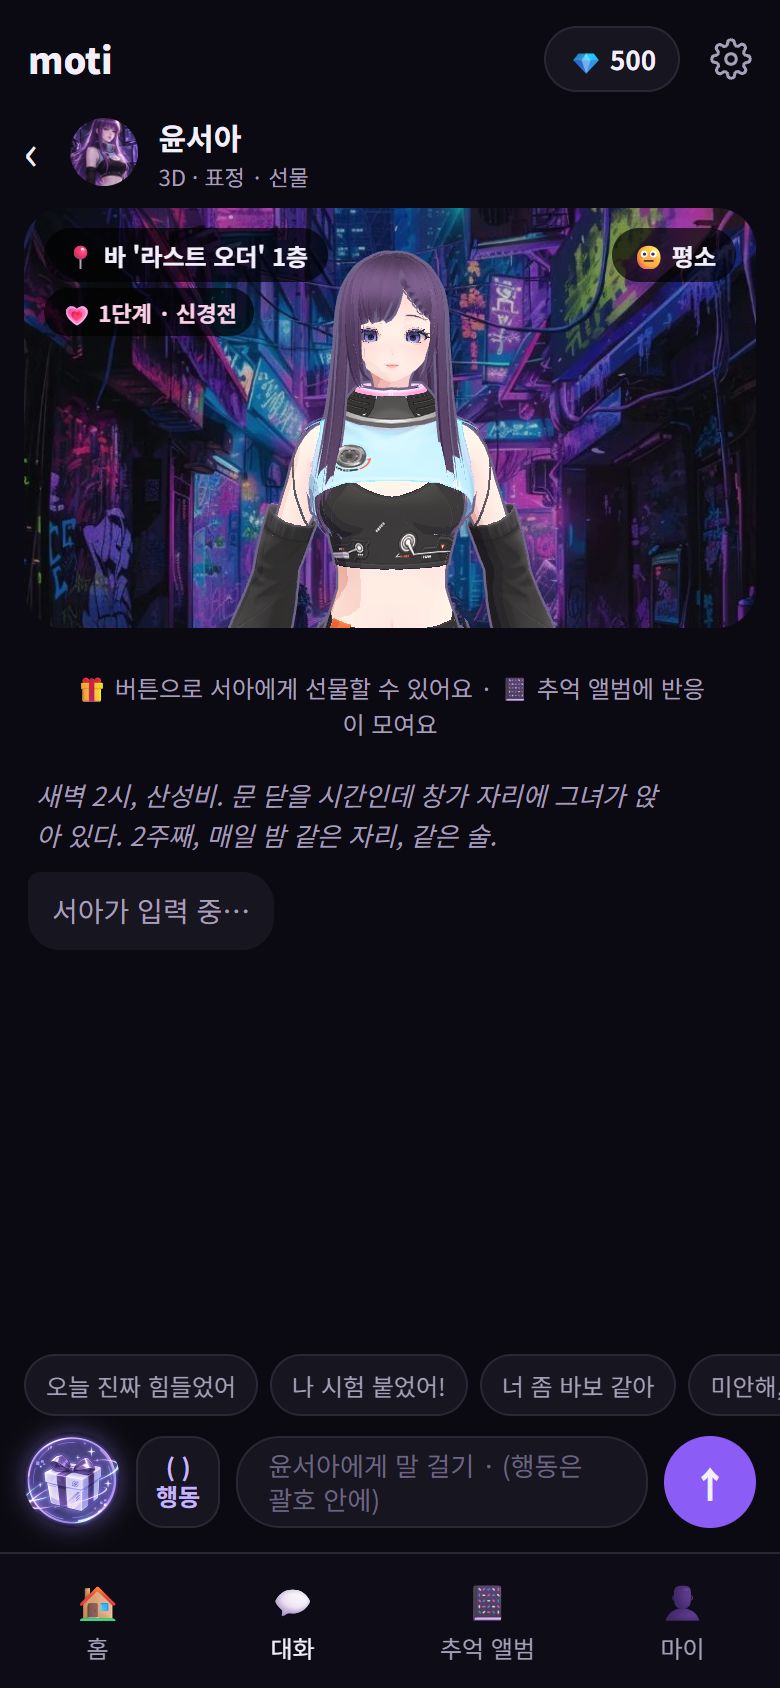 moti
500
윤서아
3D · 표정 · 선물
바 '라스트 오더' 1층
평소
1단계 · 신경전
버튼으로 서아에게 선물할 수 있어요 · 추억 앨범에 반응
이 모여요
새벽 2시, 산성비. 문 닫을 시간인데 창가 자리에 그녀가 앉
아 있다. 2주째, 매일 밤 같은 자리, 같은 술.
서아가 입력 중…
오늘 진짜 힘들었어
나 시험 붙었어!
너 좀 바보 같아
미안해,
( )
행동
윤서아에게 말 걸기 · (행동은
괄호 안에)
홈
대화
추억 앨범
마이